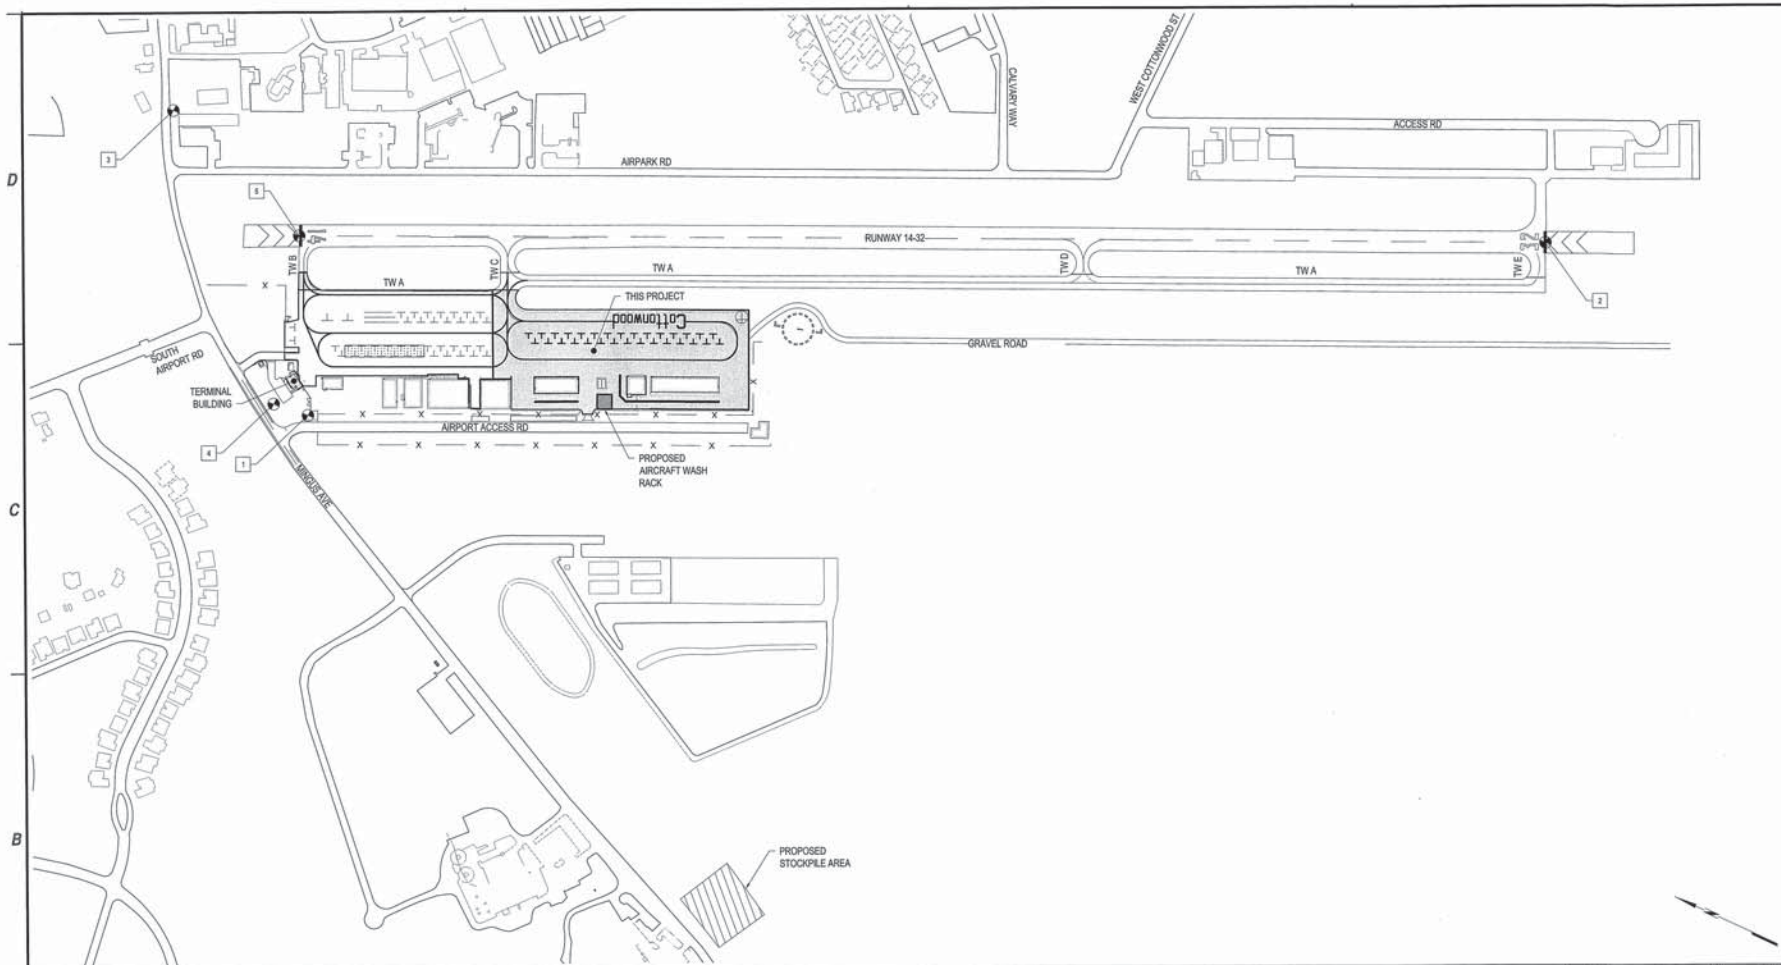 CALVARY WAY
WEST COTTONWOOD ST.
ACCESS RD
3
AIRPARK RD
D
5
14
RUNWAY 14-32
32
TW B
TW C
TW A
TW D
TW A
TW E
TW A
2
THIS PROJECT
Cottonwood
GRAVEL ROAD
SOUTH
AIRPORT RD
TERMINAL
BUILDING
AIRPORT ACCESS RD
4
1
PROPOSED
AIRCRAFT WASH
RACK
MINGUS AVE
C
B
PROPOSED
STOCKPILE AREA